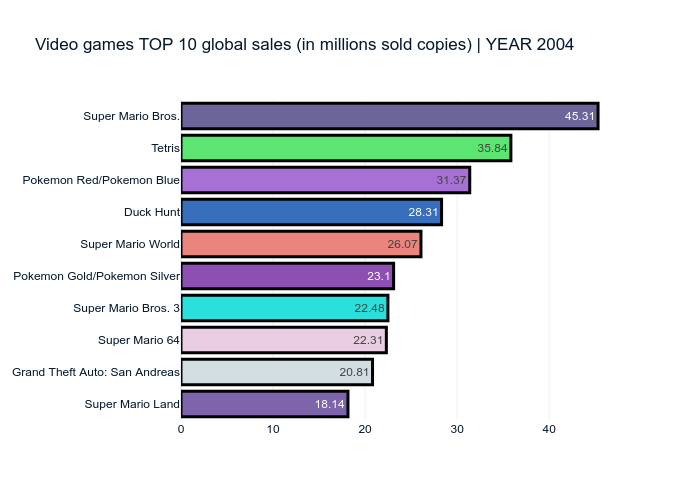 Video games TOP 10 global sales (in millions sold copies) | YEAR 2004
Super Mario Bros. 45.31
Tetris 35.84
Pokemon Red/Pokemon Blue 31.37
Duck Hunt 28.31
Super Mario World 26.07
Pokemon Gold/Pokemon Silver 23.1
Super Mario Bros. 3 22.48
Super Mario 64 22.31
Grand Theft Auto: San Andreas 20.81
Super Mario Land 18.14
0 10 20 30 40